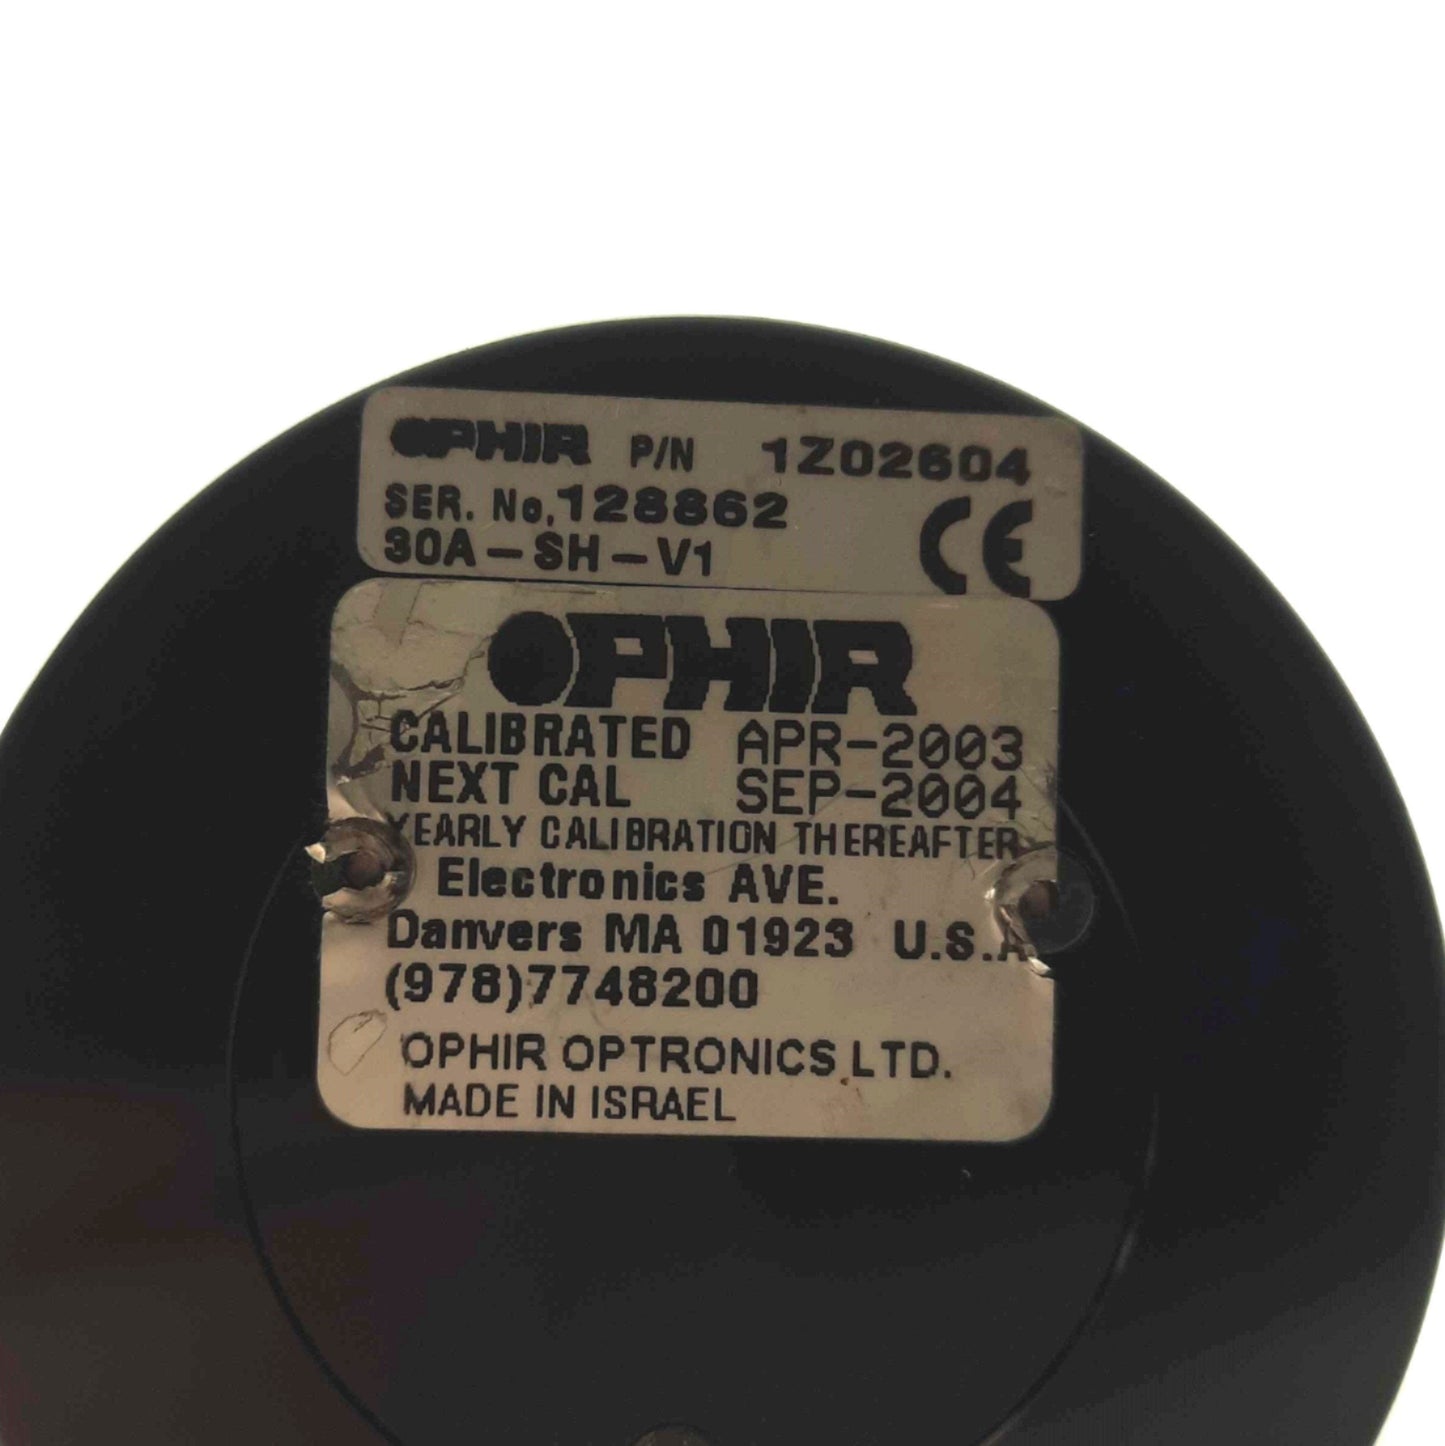 OPHIR P/N 1Z02604
SER. No. 128862
30A-SH-V1
CE
OPHIR
CALIBRATED APR-2003
NEXT CAL SEP-2004
YEARLY CALIBRATION THEREAFTER
Electronics AVE.
Danvers MA 01923 U.S.A
(978)7748200
OPHIR OPTRONICS LTD.
MADE IN ISRAEL